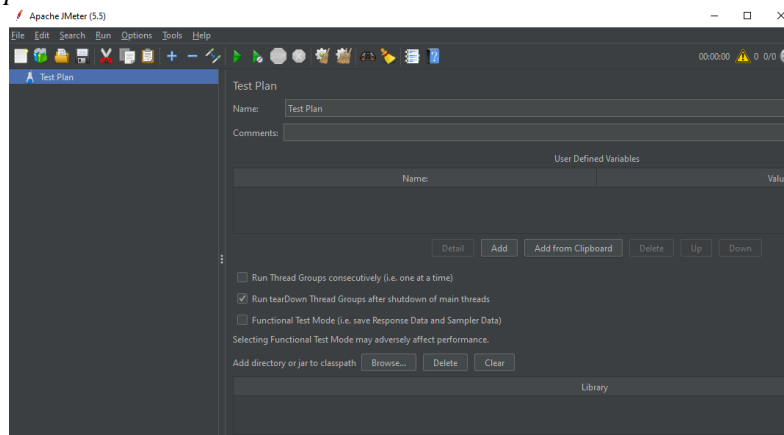 Apache JMeter (5.5)
File Edit Search Run Options Tools Help
00:00:00 0 0/0
Test Plan
Test Plan
Name: Test Plan
Comments:
User Defined Variables
Name: Valu
Detail Add Add from Clipboard Delete Up Down
Run Thread Groups consecutively (i.e. one at a time)
Run tearDown Thread Groups after shutdown of main threads
Functional Test Mode (i.e. save Response Data and Sampler Data)
Selecting Functional Test Mode may adversely affect performance.
Add directory or jar to classpath Browse... Delete Clear
Library